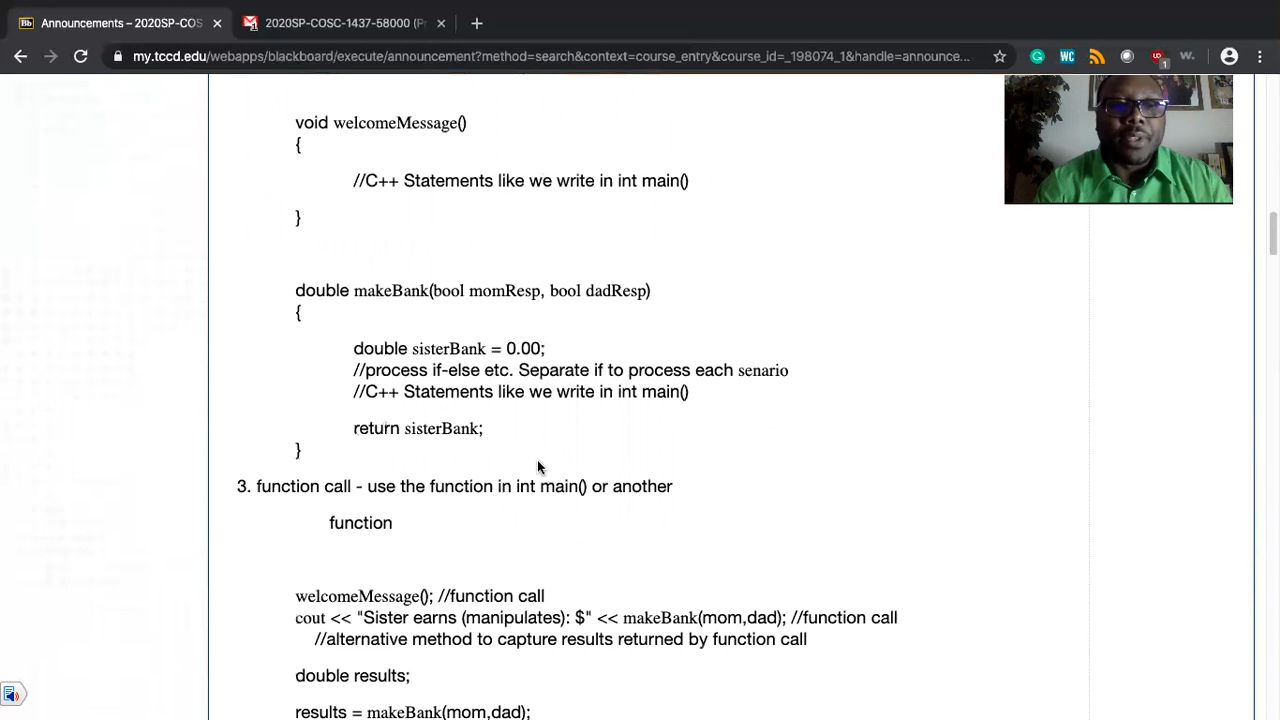 Announcements – 2020SP-COS
2020SP-COSC-1437-58000 (Pr
my.tccd.edu/webapps/blackboard/execute/announcement?method=search&context=course_entry&course_id=_198074_1&handle=announce...
void welcomeMessage()
{
//C++ Statements like we write in int main()
}
double makeBank(bool momResp, bool dadResp)
{
double sisterBank = 0.00;
//process if-else etc. Separate if to process each senario
//C++ Statements like we write in int main()
return sisterBank;
}
3. function call - use the function in int main() or another
function
welcomeMessage(); //function call
cout << "Sister earns (manipulates): $" << makeBank(mom,dad); //function call
//alternative method to capture results returned by function call
double results;
results = makeBank(mom,dad);